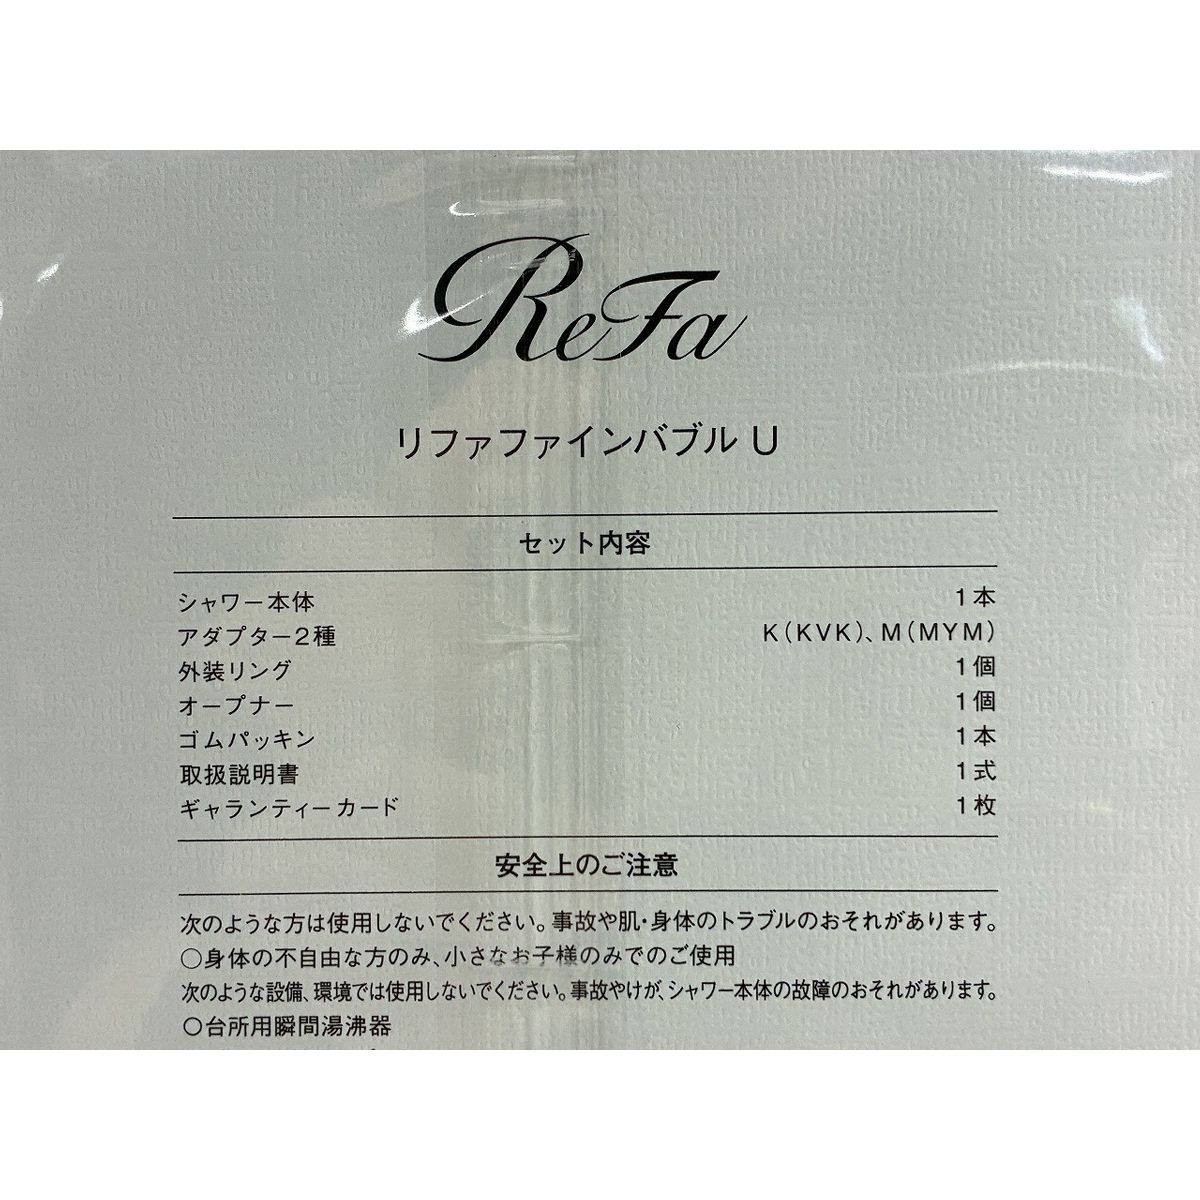 ReFa
リファファインバブル U
セット内容
シャワー本体 1本
アダプター2種 K(KVK)、M(MYM)
外装リング 1個
オープナー 1個
ゴムパッキン 1本
取扱説明書 1式
ギャランティーカード 1枚
安全上のご注意
次のような方は使用しないでください。事故や肌・身体のトラブルのおそれがあります。
○身体の不自由な方のみ、小さなお子様のみでのご使用
次のような設備、環境では使用しないでください。事故やけが、シャワー本体の故障のおそれがあります。
○台所用瞬間湯沸器